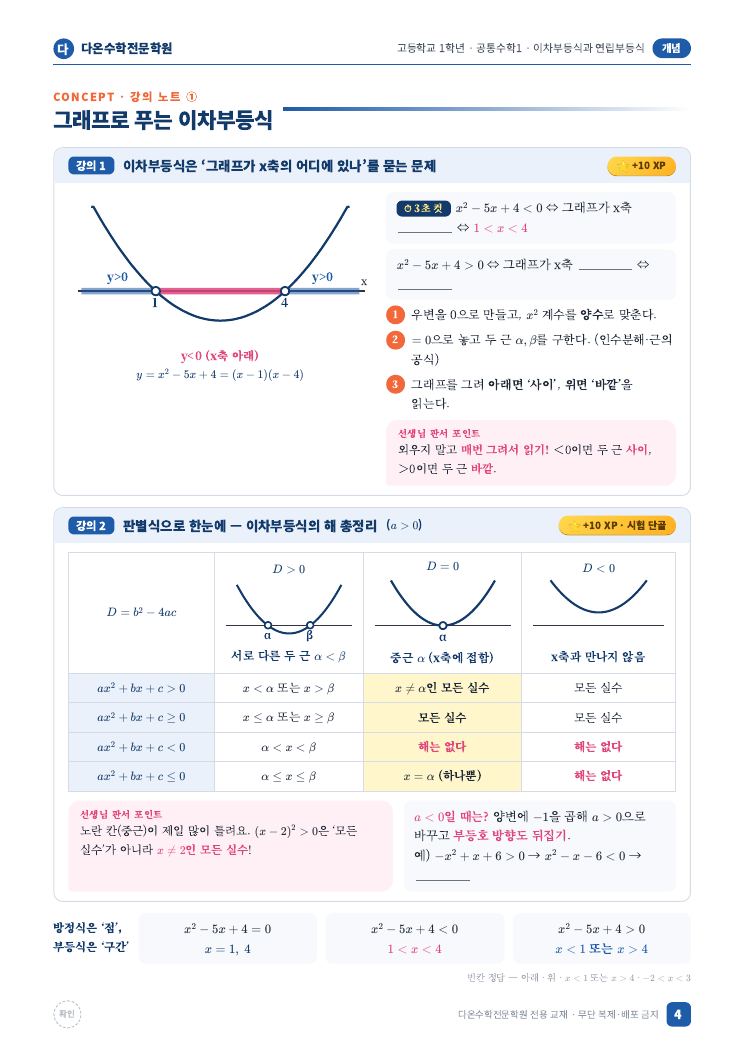 다 다온수학전문학원
고등학교 1학년 · 공통수학1 · 이차부등식과 연립부등식 개념
CONCEPT · 강의 노트 ①
그래프로 푸는 이차부등식
강의 1 이차부등식은 ‘그래프가 x축의 어디에 있나’를 묻는 문제 +10 XP
y>0 y>0 x
1 4
y<0 (x축 아래)
y = x² − 5x + 4 = (x − 1)(x − 4)
⏱3초 컷 x² − 5x + 4 < 0 ⇔ 그래프가 x축
________ ⇔ 1 < x < 4
x² − 5x + 4 > 0 ⇔ 그래프가 x축 ________ ⇔
________
1 우변을 0으로 만들고, x² 계수를 양수로 맞춘다.
2 = 0으로 놓고 두 근 α, β를 구한다. (인수분해·근의
공식)
3 그래프를 그려 아래면 ‘사이’, 위면 ‘바깥’을
읽는다.
선생님 판서 포인트
외우지 말고 매번 그려서 읽기! <0이면 두 근 사이,
>0이면 두 근 바깥.
강의 2 판별식으로 한눈에 — 이차부등식의 해 총정리 (a > 0) +10 XP · 시험 단골
D = b² − 4ac
D > 0
α β
서로 다른 두 근 α < β
D = 0
α
중근 α (x축에 접함)
D < 0
x축과 만나지 않음
ax² + bx + c > 0 x < α 또는 x > β x ≠ α인 모든 실수 모든 실수
ax² + bx + c ≥ 0 x ≤ α 또는 x ≥ β 모든 실수 모든 실수
ax² + bx + c < 0 α < x < β 해는 없다 해는 없다
ax² + bx + c ≤ 0 α ≤ x ≤ β x = α (하나뿐) 해는 없다
선생님 판서 포인트
노란 칸(중근)이 제일 많이 틀려요. (x − 2)² > 0은 ‘모든
실수’가 아니라 x ≠ 2인 모든 실수!
a < 0일 때는? 양변에 −1을 곱해 a > 0으로
바꾸고 부등호 방향도 뒤집기.
예) −x² + x + 6 > 0 → x² − x − 6 < 0 →
________
방정식은 ‘점’,
부등식은 ‘구간’
x² − 5x + 4 = 0
x = 1, 4
x² − 5x + 4 < 0
1 < x < 4
x² − 5x + 4 > 0
x < 1 또는 x > 4
빈칸 정답 — 아래 · 위 · x < 1 또는 x > 4 · −2 < x < 3
확인
다온수학전문학원 전용 교재 · 무단 복제·배포 금지 4